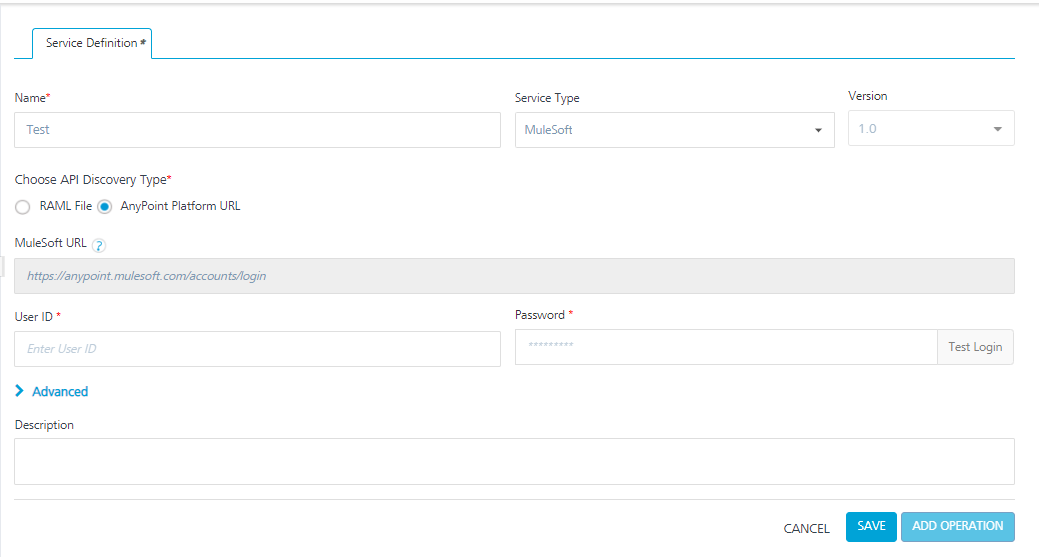 Service Definition *
Name*
Service Type
Version
Test
MuleSoft
1.0
Choose API Discovery Type*
RAML File
AnyPoint Platform URL
MuleSoft URL ?
https://anypoint.mulesoft.com/accounts/login
User ID *
Password *
Enter User ID
*********
Test Login
Advanced
Description
CANCEL
SAVE
ADD OPERATION